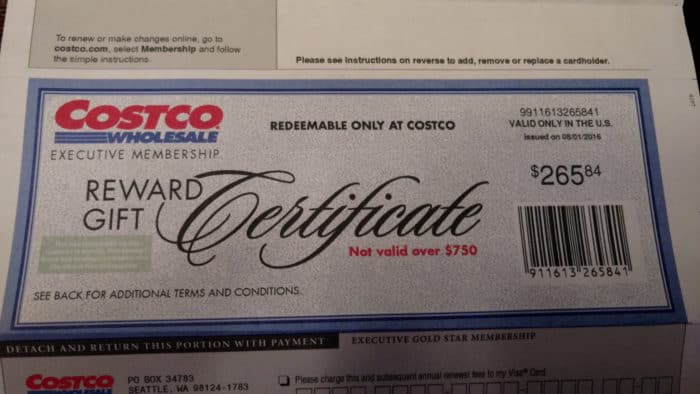 To renew or make changes online, go to
costco.com, select Membership and follow
the simple instructions.
Please see instructions on reverse to add, remove or replace a cardholder.
COSTCO
WHOLESALE
EXECUTIVE MEMBERSHIP
REDEEMABLE ONLY AT COSTCO
9911613265841
VALID ONLY IN THE U.S.
Issued on 08/01/2016
$265 84
REWARD
GIFT Certificate
Not valid over $750
911613 265841
SEE BACK FOR ADDITIONAL TERMS AND CONDITIONS.
DETACH AND RETURN THIS PORTION WITH PAYMENT
EXECUTIVE GOLD STAR MEMBERSHIP
COSTCO
WHOLESALE
PO BOX 34783
SEATTLE, WA 98124-1783
Please charge this and subsequent annual renewal fees to my Visa® Card